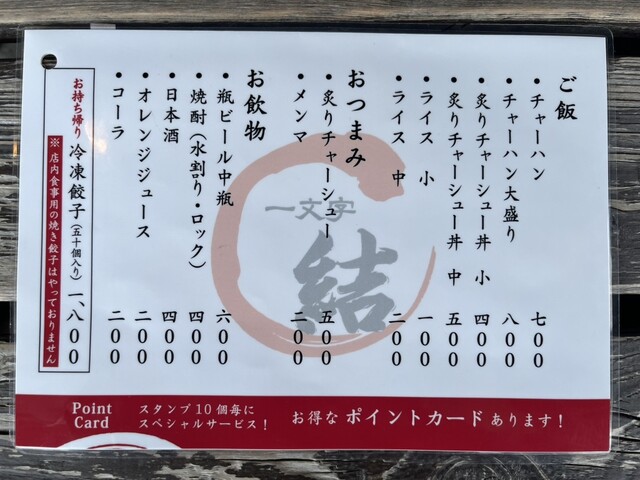 ご飯
・チャーハン 七〇〇
・チャーハン大盛り 八〇〇
・炙りチャーシュー丼 小 四〇〇
・炙りチャーシュー丼 中 五〇〇
・ライス 小 一〇〇
・ライス 中 二〇〇
おつまみ
・炙りチャーシュー 五〇〇
・メンマ 二〇〇
お飲物
・瓶ビール中瓶 六〇〇
・焼酎（水割り・ロック） 四〇〇
・日本酒 四〇〇
・オレンジジュース 二〇〇
・コーラ 二〇〇
お持ち帰り 冷凍餃子（五十個入り）一、八〇〇
※店内食事用の焼き餃子はやっておりません
一文字
結
Point
Card
スタンプ10個毎に
スペシャルサービス！
お得なポイントカードあります！